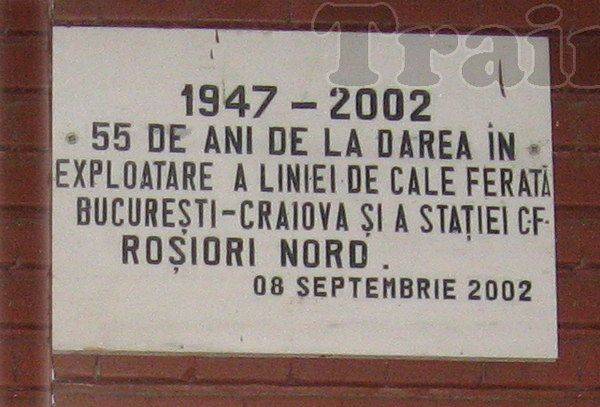 Train
1947 – 2002
55 DE ANI DE LA DAREA ÎN
EXPLOATARE A LINIEI DE CALE FERATĂ
BUCUREȘTI-CRAIOVA ȘI A STAȚIEI CF-
ROȘIORI NORD.
08 SEPTEMBRIE 2002